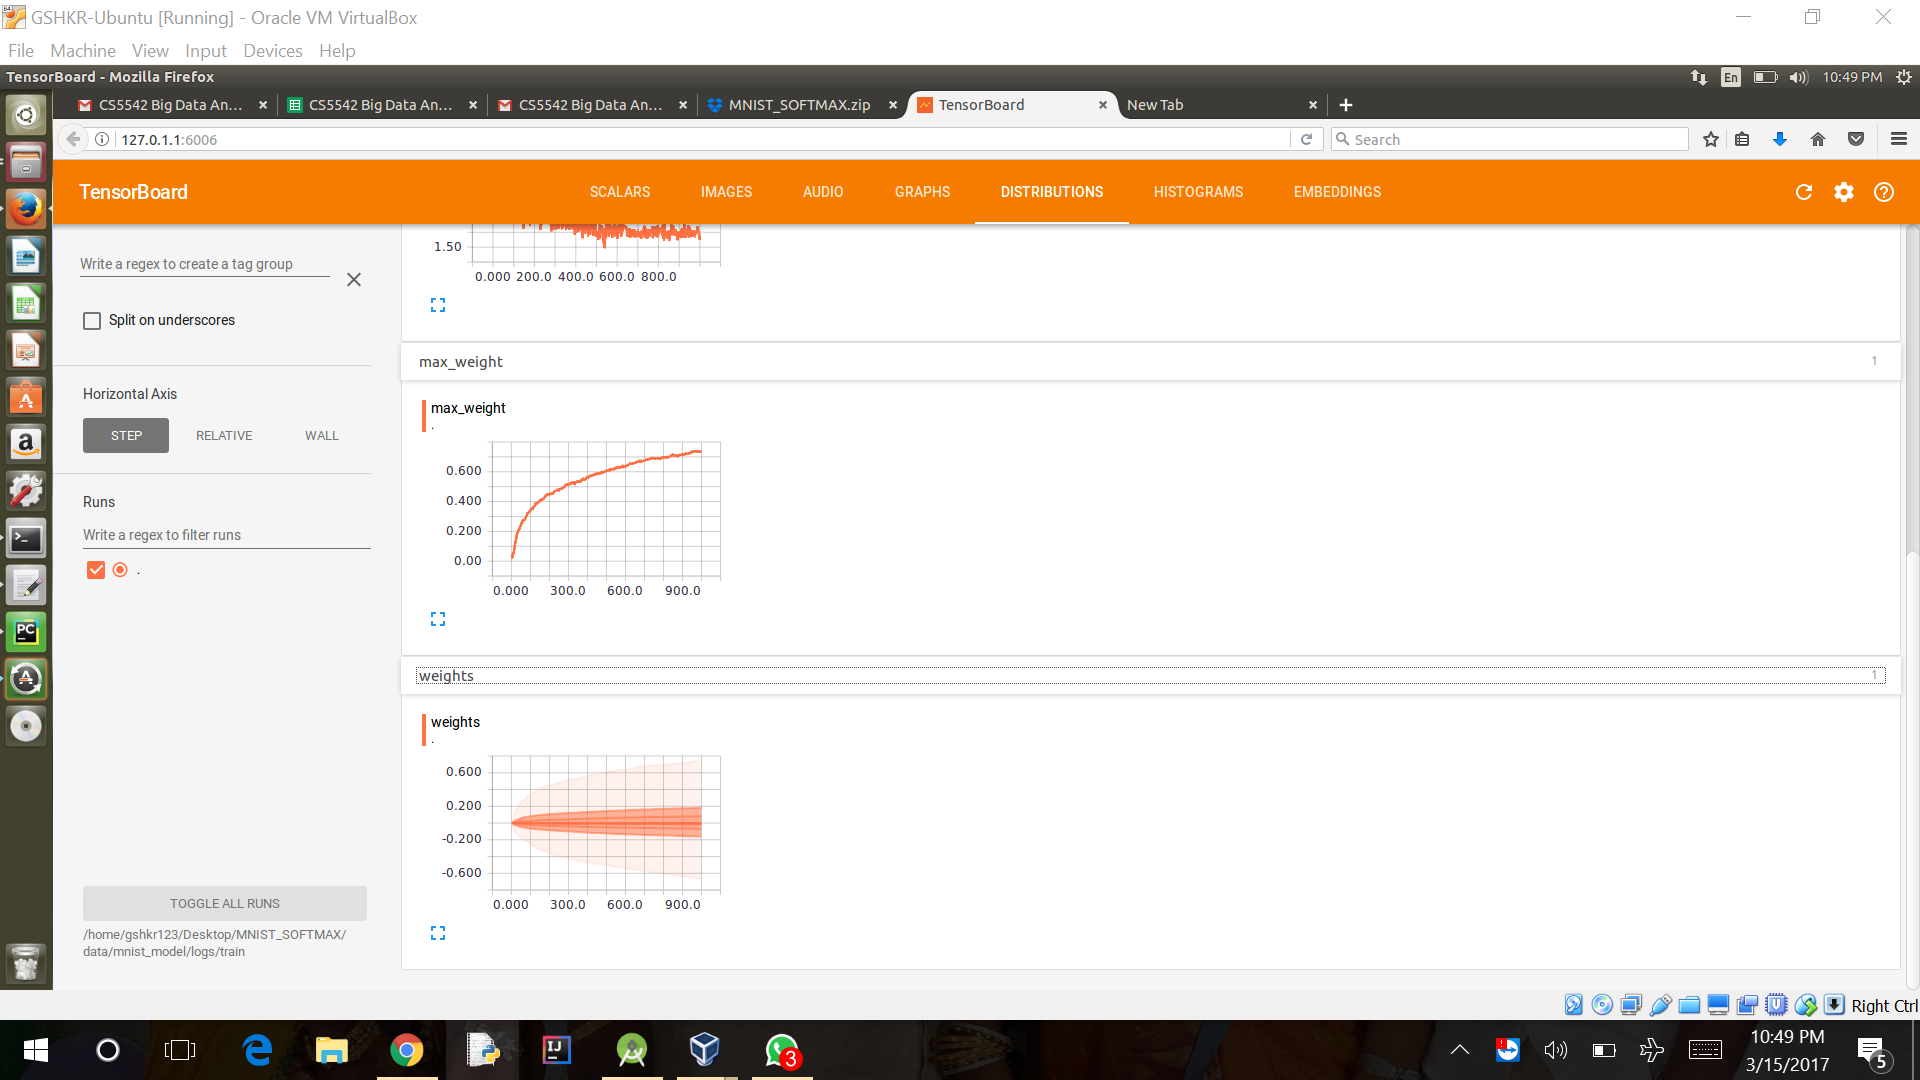 GSHKR-Ubuntu [Running] - Oracle VM VirtualBox
File Machine View Input Devices Help
TensorBoard - Mozilla Firefox
En
10:49 PM
CS5542 Big Data An...
CS5542 Big Data An...
CS5542 Big Data An...
MNIST_SOFTMAX.zip
TensorBoard
New Tab
127.0.1.1:6006
Search
TensorBoard
SCALARS
IMAGES
AUDIO
GRAPHS
DISTRIBUTIONS
HISTOGRAMS
EMBEDDINGS
Write a regex to create a tag group
Split on underscores
Horizontal Axis
STEP
RELATIVE
WALL
Runs
Write a regex to filter runs
.
TOGGLE ALL RUNS
/home/gshkr123/Desktop/MNIST_SOFTMAX/
data/mnist_model/logs/train
1.50
0.000 200.0 400.0 600.0 800.0
max_weight
1
max_weight
.
0.600
0.400
0.200
0.00
0.000 300.0 600.0 900.0
weights
1
weights
.
0.600
0.200
-0.200
-0.600
0.000 300.0 600.0 900.0
PC
Right Ctrl
IJ
3
10:49 PM
3/15/2017
5